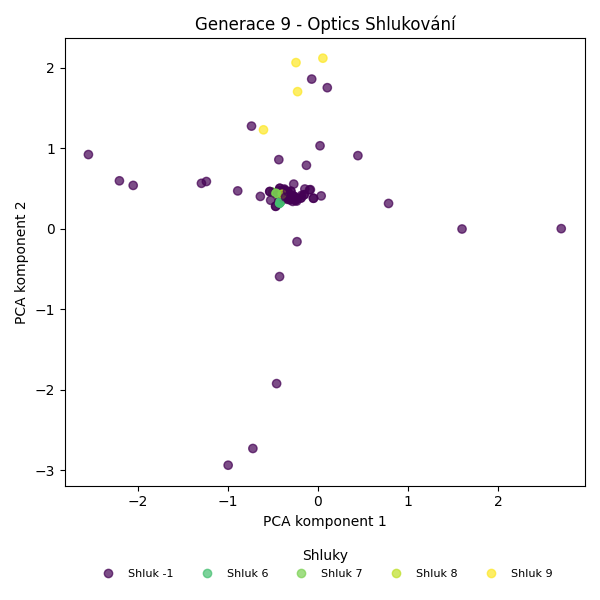 Generace 9 - Optics Shlukování
PCA komponent 2
2
1
0
−1
−2
−3
−2
−1
0
1
2
PCA komponent 1
Shluky
Shluk -1
Shluk 6
Shluk 7
Shluk 8
Shluk 9